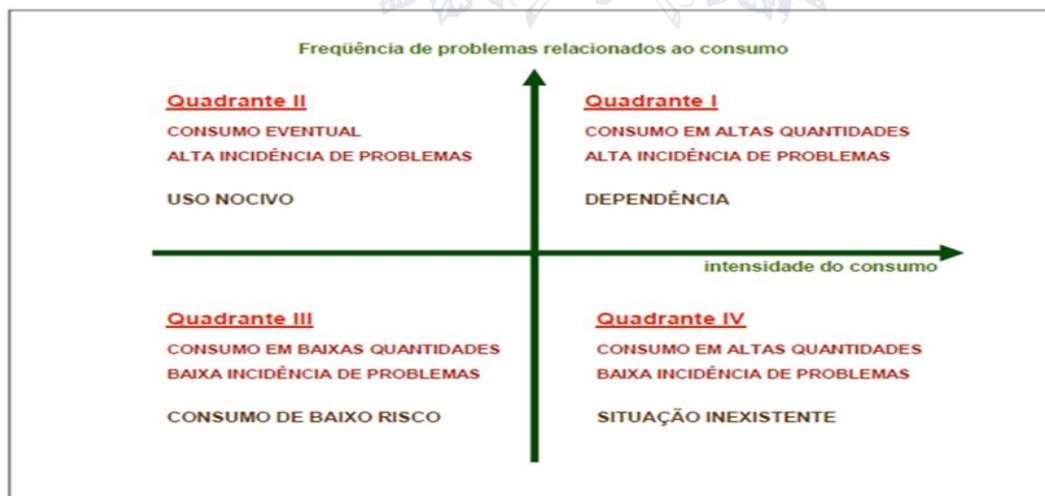 Freqüência de problemas relacionados ao consumo
Quadrante II
CONSUMO EVENTUAL
ALTA INCIDÊNCIA DE PROBLEMAS
USO NOCIVO
Quadrante I
CONSUMO EM ALTAS QUANTIDADES
ALTA INCIDÊNCIA DE PROBLEMAS
DEPENDÊNCIA
intensidade do consumo
Quadrante III
CONSUMO EM BAIXAS QUANTIDADES
BAIXA INCIDÊNCIA DE PROBLEMAS
CONSUMO DE BAIXO RISCO
Quadrante IV
CONSUMO EM ALTAS QUANTIDADES
BAIXA INCIDÊNCIA DE PROBLEMAS
SITUAÇÃO INEXISTENTE